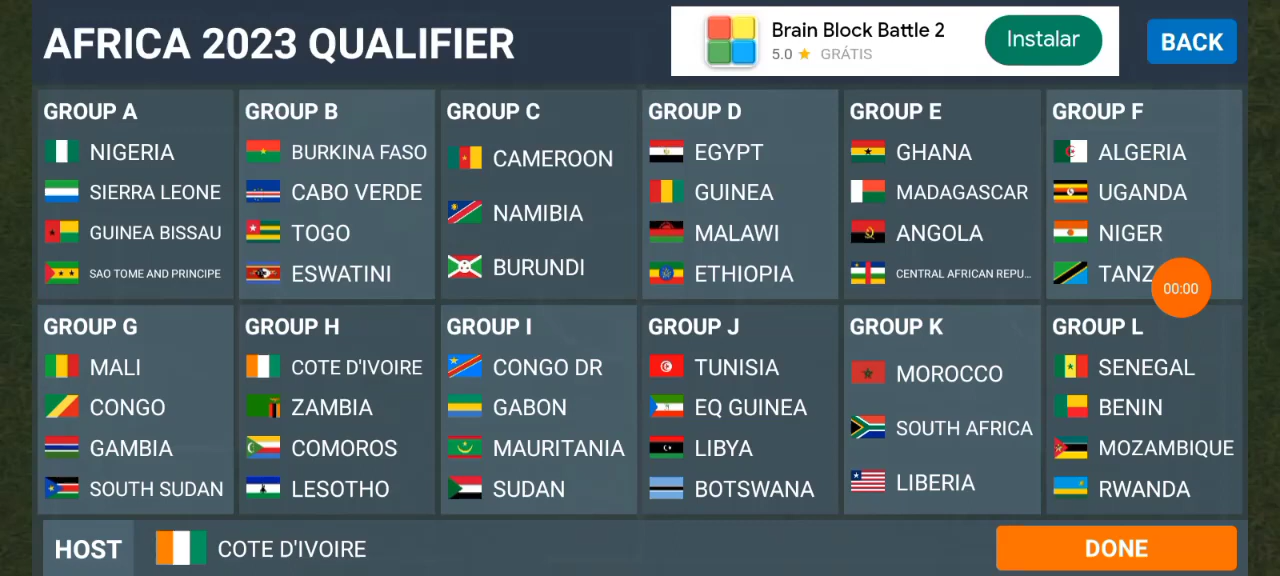 AFRICA 2023 QUALIFIER
Brain Block Battle 2
5.0 ★ GRÁTIS
Instalar
BACK
GROUP A
NIGERIA
SIERRA LEONE
GUINEA BISSAU
SAO TOME AND PRINCIPE
GROUP B
BURKINA FASO
CABO VERDE
TOGO
ESWATINI
GROUP C
CAMEROON
NAMIBIA
BURUNDI
GROUP D
EGYPT
GUINEA
MALAWI
ETHIOPIA
GROUP E
GHANA
MADAGASCAR
ANGOLA
CENTRAL AFRICAN REPU...
GROUP F
ALGERIA
UGANDA
NIGER
TANZ
00:00
GROUP G
MALI
CONGO
GAMBIA
SOUTH SUDAN
GROUP H
COTE D'IVOIRE
ZAMBIA
COMOROS
LESOTHO
GROUP I
CONGO DR
GABON
MAURITANIA
SUDAN
GROUP J
TUNISIA
EQ GUINEA
LIBYA
BOTSWANA
GROUP K
MOROCCO
SOUTH AFRICA
LIBERIA
GROUP L
SENEGAL
BENIN
MOZAMBIQUE
RWANDA
HOST
COTE D'IVOIRE
DONE